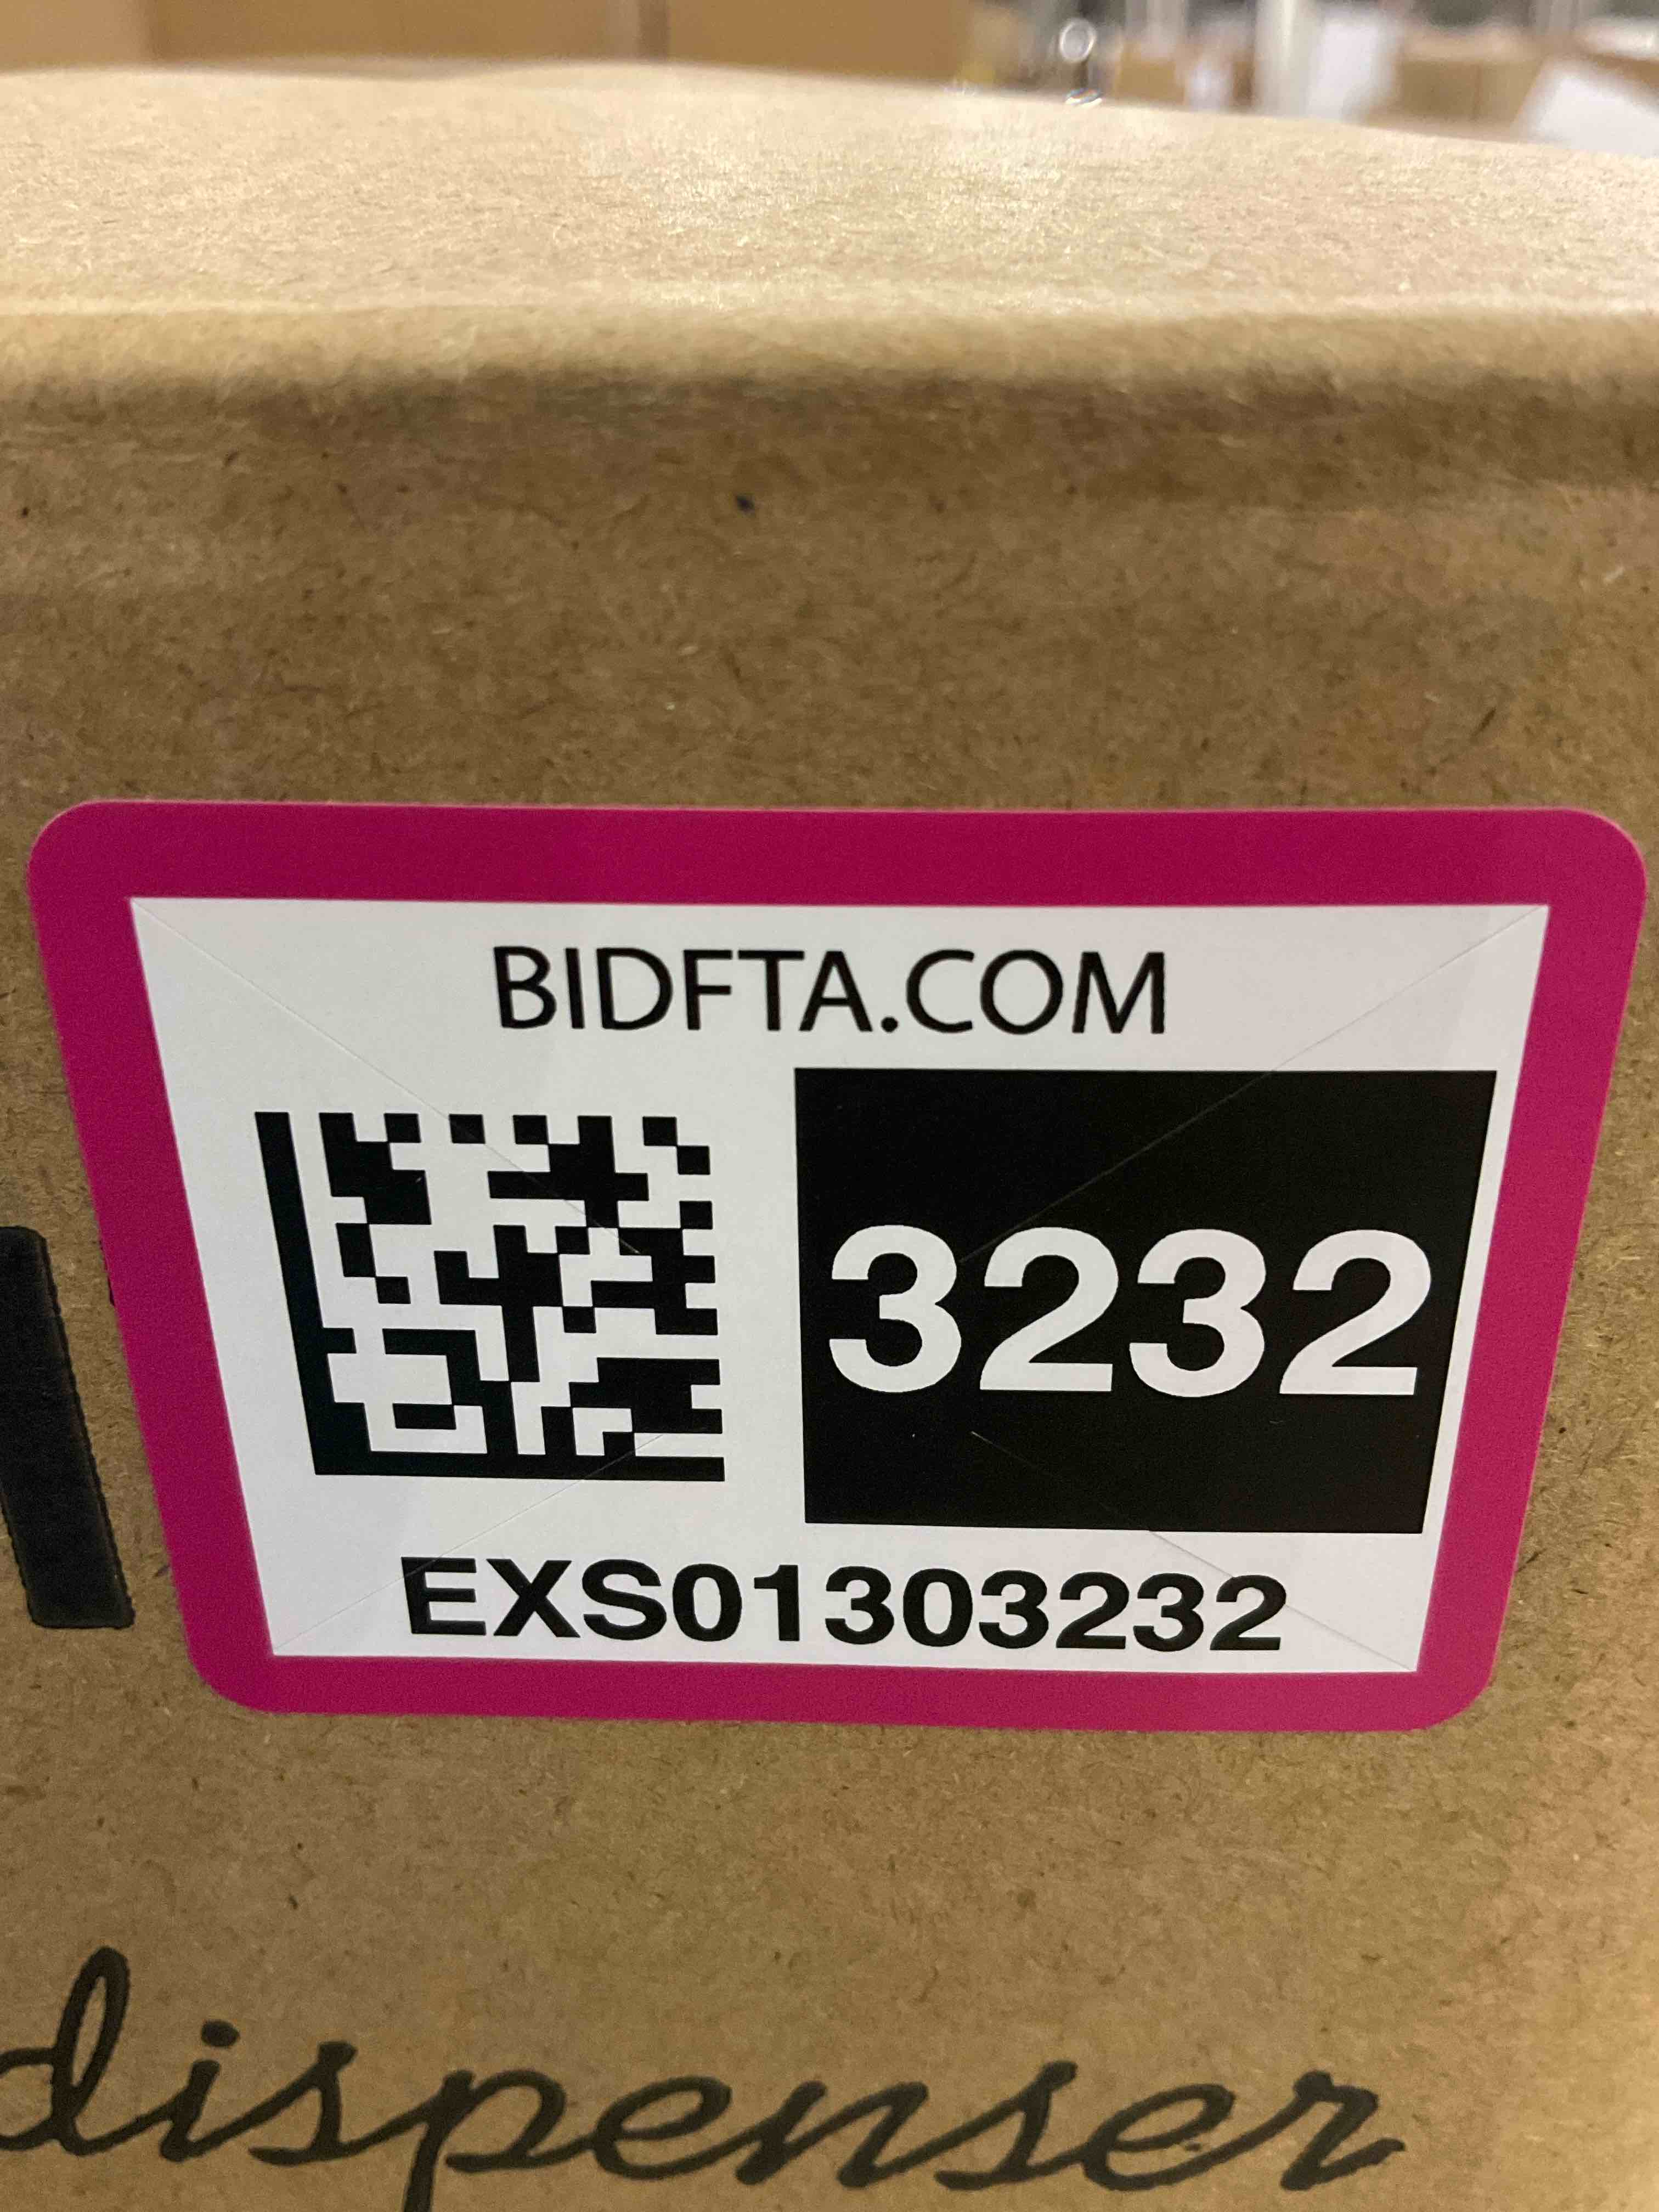 BIDFTA.COM
3232
EXS01303232
dispenser